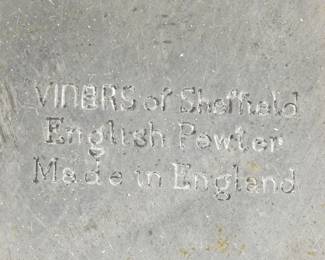 VINERS of Sheffield
English Pewter
Made in England